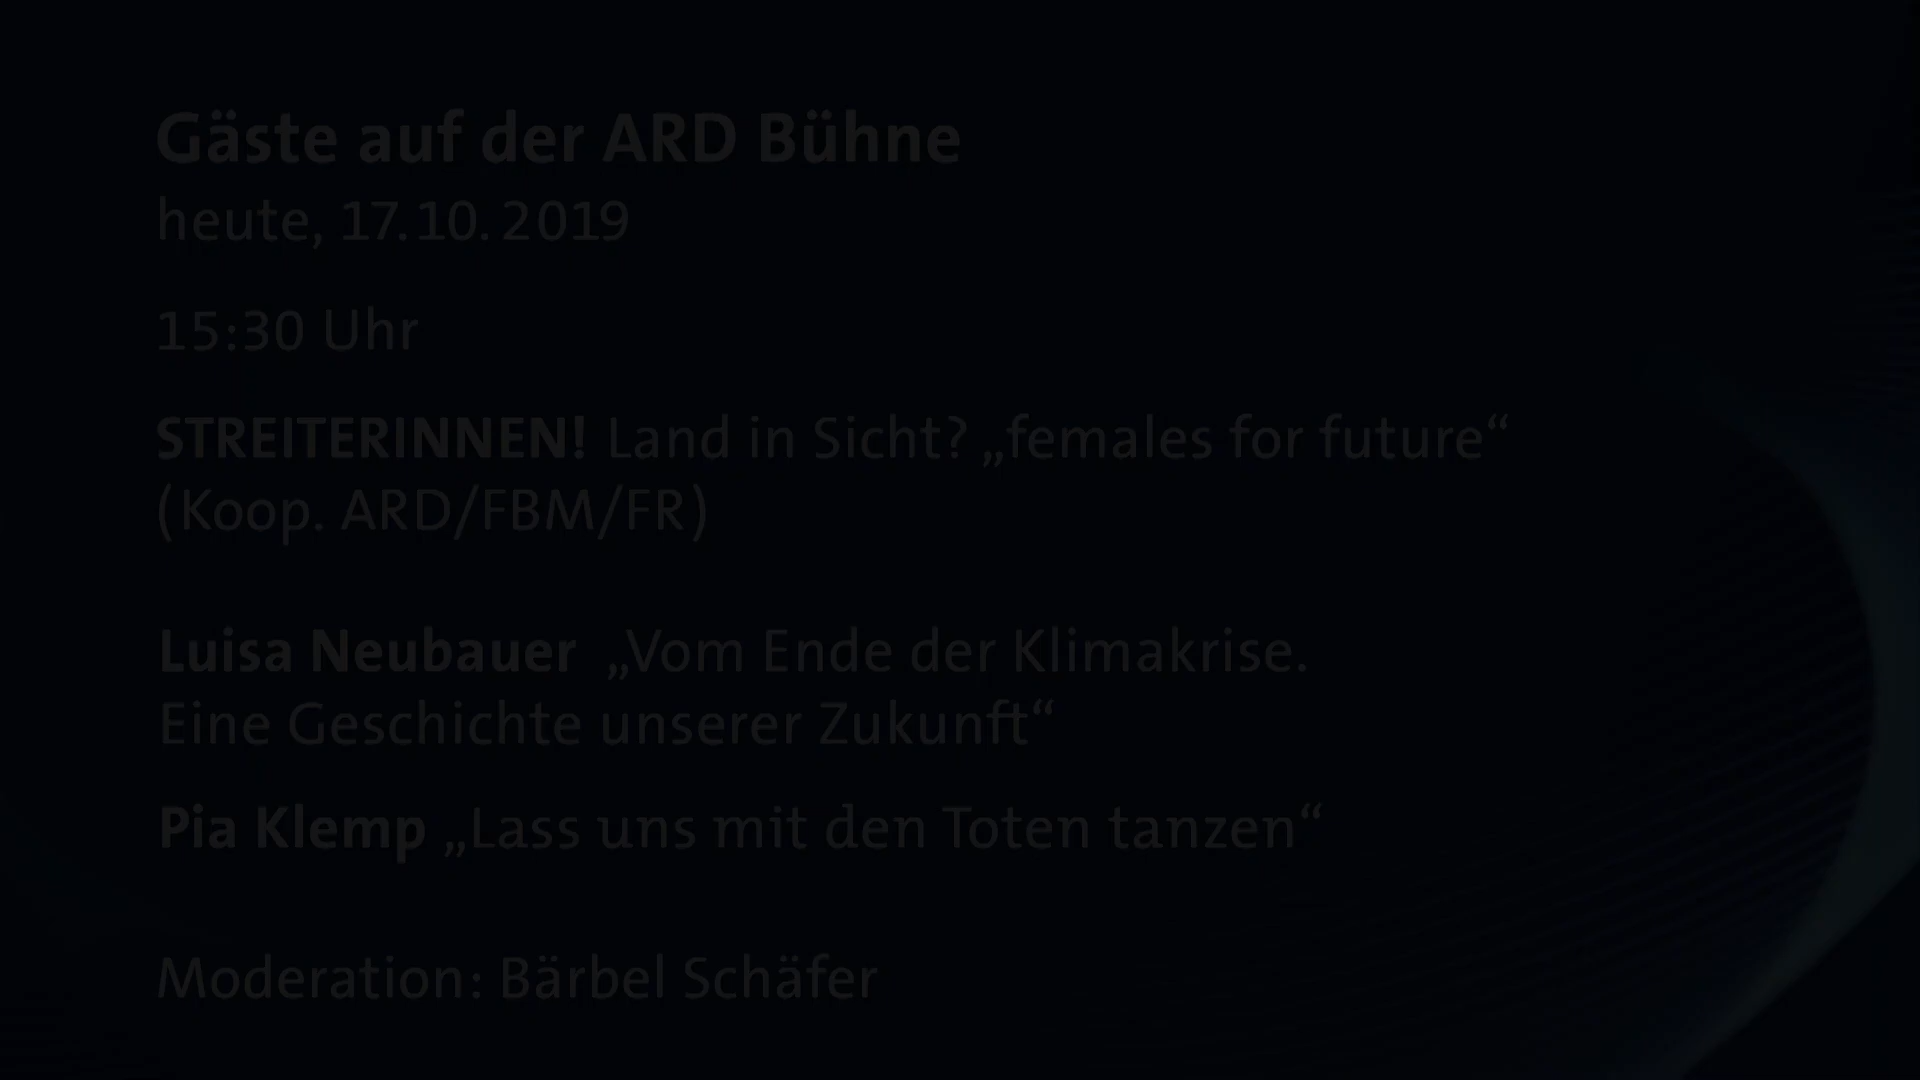 Gäste auf der ARD Bühne
heute, 17.10.2019
15:30 Uhr
STREITERINNEN! Land in Sicht? „females for future“
(Koop. ARD/FBM/FR)
Luisa Neubauer „Vom Ende der Klimakrise.
Eine Geschichte unserer Zukunft“
Pia Klemp „Lass uns mit den Toten tanzen“
Moderation: Bärbel Schäfer